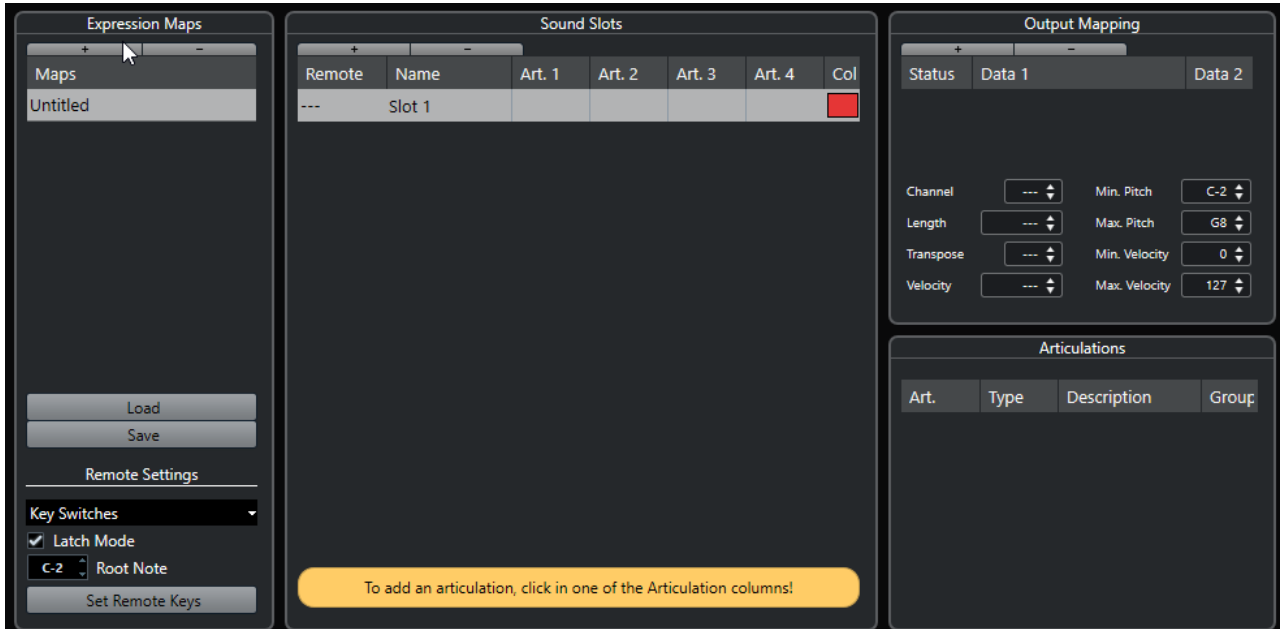 Expression Maps
+ -
Maps
Untitled
Load
Save
Remote Settings
Key Switches
Latch Mode
C-2 Root Note
Set Remote Keys
Sound Slots
+ -
Remote Name Art. 1 Art. 2 Art. 3 Art. 4 Col
--- Slot 1
To add an articulation, click in one of the Articulation columns!
Output Mapping
+ -
Status Data 1 Data 2
Channel --- Min. Pitch C-2
Length --- Max. Pitch G8
Transpose --- Min. Velocity 0
Velocity --- Max. Velocity 127
Articulations
Art. Type Description Group